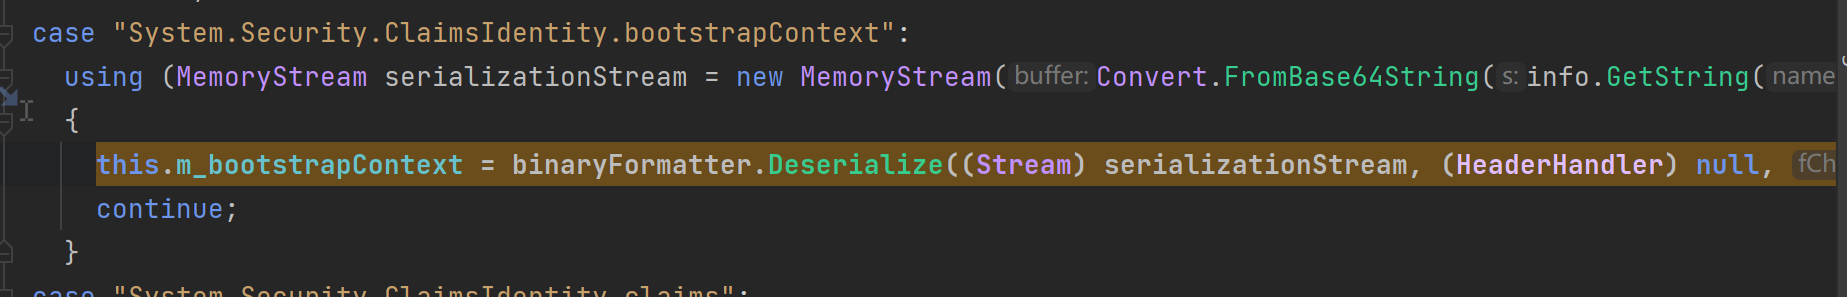 case "System.Security.ClaimsIdentity.bootstrapContext":
using (MemoryStream serializationStream = new MemoryStream( buffer: Convert.FromBase64String( s: info.GetString( name
{
this.m_bootstrapContext = binaryFormatter.Deserialize((Stream) serializationStream, (HeaderHandler) null, fCh
continue;
}
case "System.Security.ClaimsIdentity.claims":